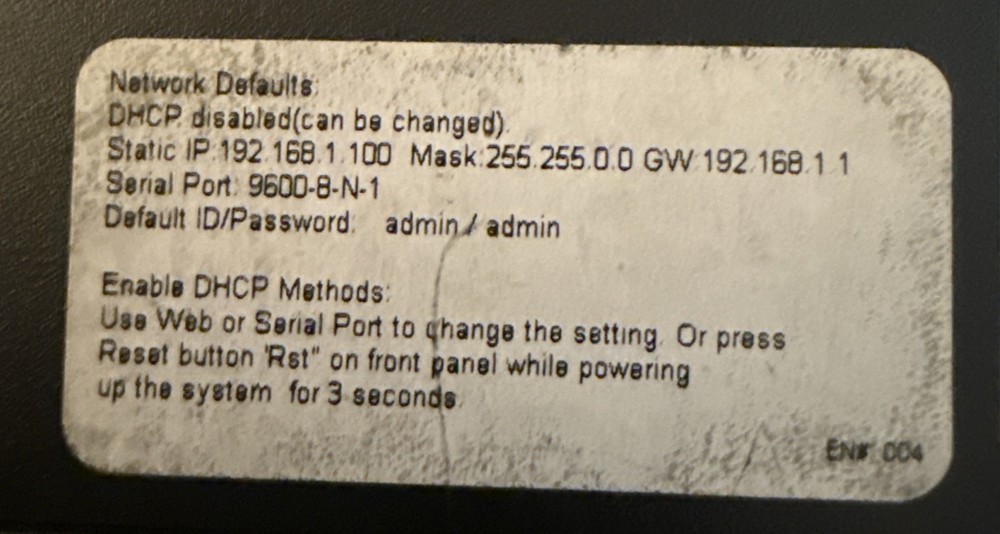 Network Defaults:
DHCP disabled(can be changed).
Static IP:192.168.1.100 Mask:255.255.0.0 GW:192.168.1.1
Serial Port: 9600-8-N-1
Default ID/Password: admin / admin
Enable DHCP Methods:
Use Web or Serial Port to change the setting. Or press
Reset button 'Rst" on front panel while powering
up the system for 3 seconds.
EN#: 004